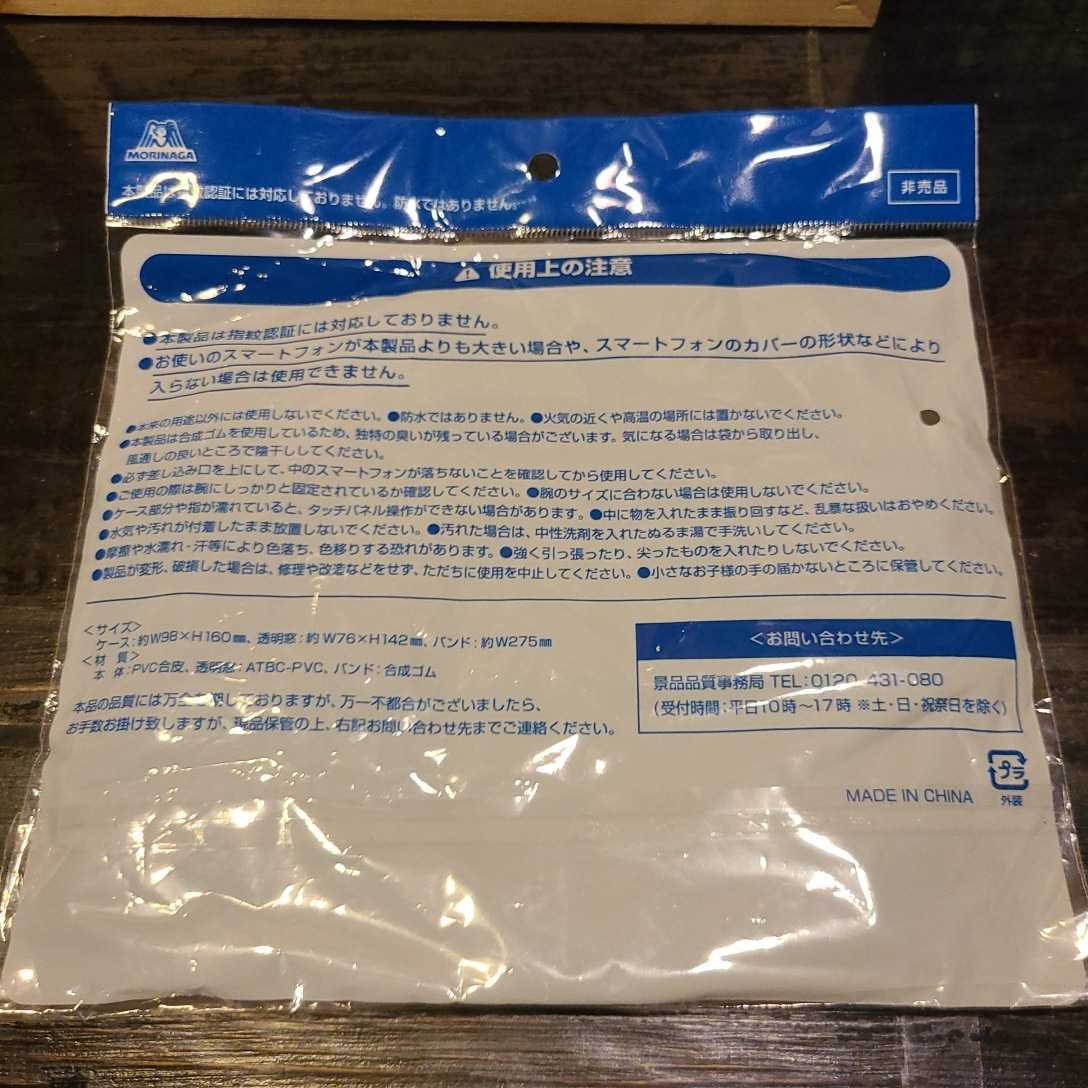 MORINAGA
本製品は指紋認証には対応しておりません。防水ではありません。
非売品
使用上の注意
●本製品は指紋認証には対応しておりません。
●お使いのスマートフォンが本製品よりも大きい場合や、スマートフォンのカバーの形状などにより
入らない場合は使用できません。
●本来の用途以外には使用しないでください。●防水ではありません。●火気の近くや高温の場所には置かないでください。
●本製品は合成ゴムを使用しているため、独特の臭いが残っている場合がございます。気になる場合は袋から取り出し、
風通しの良いところで陰干ししてください。
●必ず差し込み口を上にして、中のスマートフォンが落ちないことを確認してから使用してください。
●ご使用の際は腕にしっかりと固定されているか確認してください。●腕のサイズに合わない場合は使用しないでください。
●ケース部分や指が濡れていると、タッチパネル操作ができない場合があります。●中に物を入れたまま振り回すなど、乱暴な扱いはおやめください。
●水気や汚れが付着したまま放置しないでください。●汚れた場合は、中性洗剤を入れたぬるま湯で手洗いしてください。
●摩擦や水濡れ・汗等により色落ち、色移りする恐れがあります。●強く引っ張ったり、尖ったものを入れたりしないでください。
●製品が変形、破損した場合は、修理や改造などをせず、ただちに使用を中止してください。●小さなお子様の手の届かないところに保管してください。
<サイズ>
ケース:約W98×H160㎜、透明窓:約W76×H142㎜、バンド:約W275㎜
<材 質>
本 体:PVC合皮、透明窓:ATBC-PVC、バンド:合成ゴム
本品の品質には万全を期しておりますが、万一不都合がございましたら、
お手数お掛け致しますが、現品保管の上、右記お問い合わせ先までご連絡ください。
<お問い合わせ先>
景品品質事務局 TEL:0120-431-080
(受付時間:平日10時~17時 ※土・日・祝祭日を除く)
プラ
外装
MADE IN CHINA